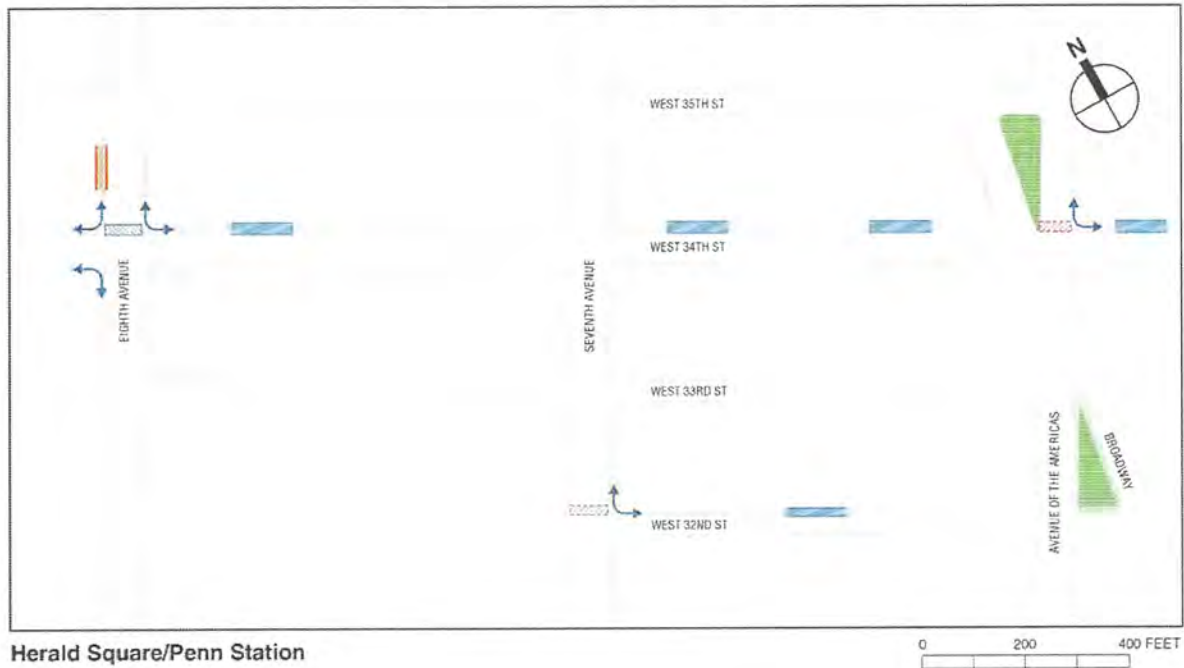 N
WEST 35TH ST
WEST 34TH ST
EIGHTH AVENUE
SEVENTH AVENUE
WEST 33RD ST
AVENUE OF THE AMERICAS
BROADWAY
WEST 32ND ST
Herald Square/Penn Station
0 200 400 FEET